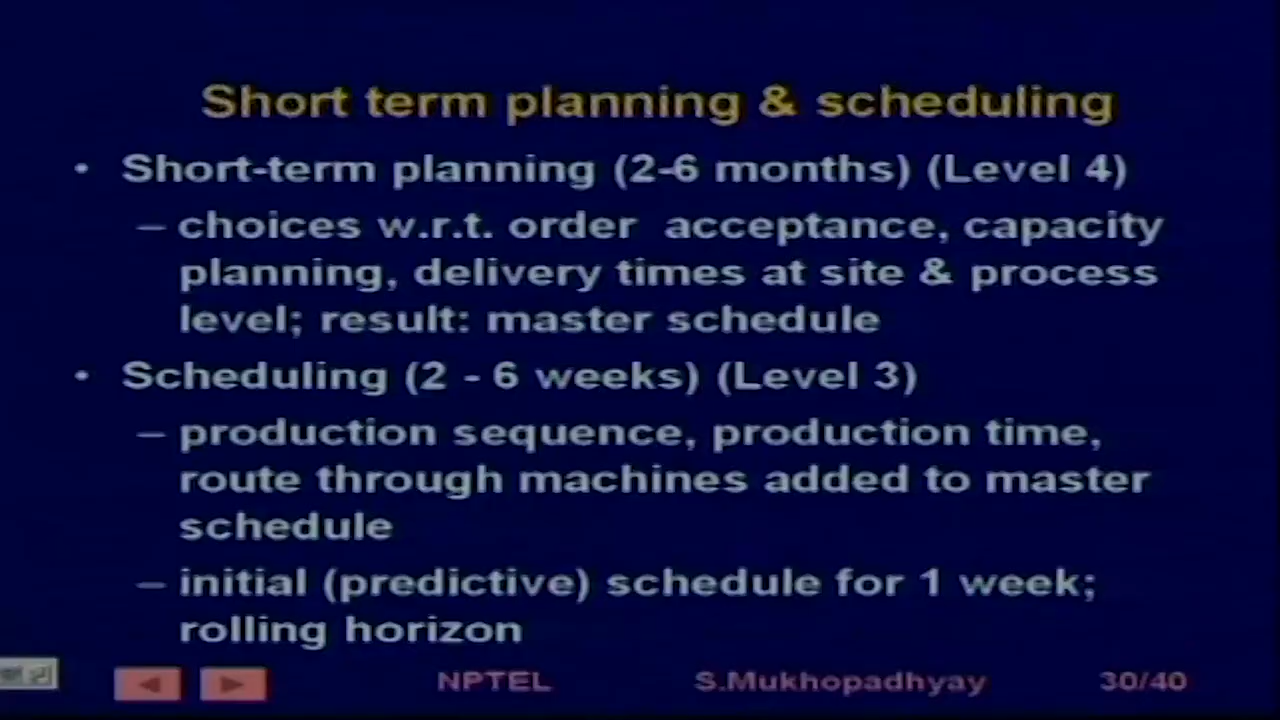 Short term planning & scheduling
• Short-term planning (2-6 months) (Level 4)
– choices w.r.t. order acceptance, capacity
planning, delivery times at site & process
level; result: master schedule
• Scheduling (2 - 6 weeks) (Level 3)
– production sequence, production time,
route through machines added to master
schedule
– initial (predictive) schedule for 1 week;
rolling horizon
NPTEL S.Mukhopadhyay 30/40